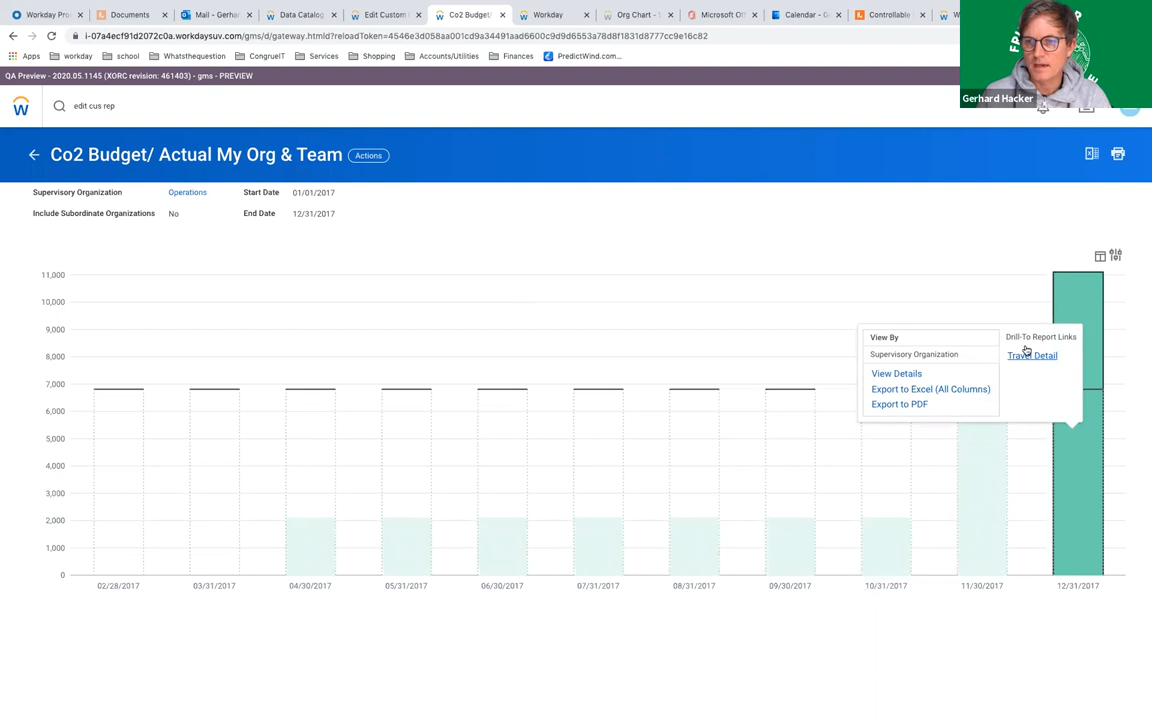 Workday Pro
Documents
Mail – Gerha
Data Catalog
Edit Custom
Co2 Budget/
Workday
Org Chart -
Microsoft Of
Calendar – G
Controllable
W
i-07a4ecf91d2072c0a.workdaysuv.com/gms/d/gateway.html?reloadToken=4546e3d058aa001cd9a34491aad6600c9d9d6553a78d8f1831d8777cc9e16c82
Apps workday school Whatsthequestion CongrueIT Services Shopping Accounts/Utilities Finances PredictWind.com...
QA Preview - 2020.05.1145 (XORC revision: 461403) - gms - PREVIEW
Gerhard Hacker
edit cus rep
Co2 Budget/ Actual My Org & Team Actions
Supervisory Organization Operations Start Date 01/01/2017
Include Subordinate Organizations No End Date 12/31/2017
11,000
10,000
9,000
8,000
7,000
6,000
5,000
4,000
3,000
2,000
1,000
0
View By
Supervisory Organization
View Details
Export to Excel (All Columns)
Export to PDF
Drill-To Report Links
Travel Detail
02/28/2017 03/31/2017 04/30/2017 05/31/2017 06/30/2017 07/31/2017 08/31/2017 09/30/2017 10/31/2017 11/30/2017 12/31/2017